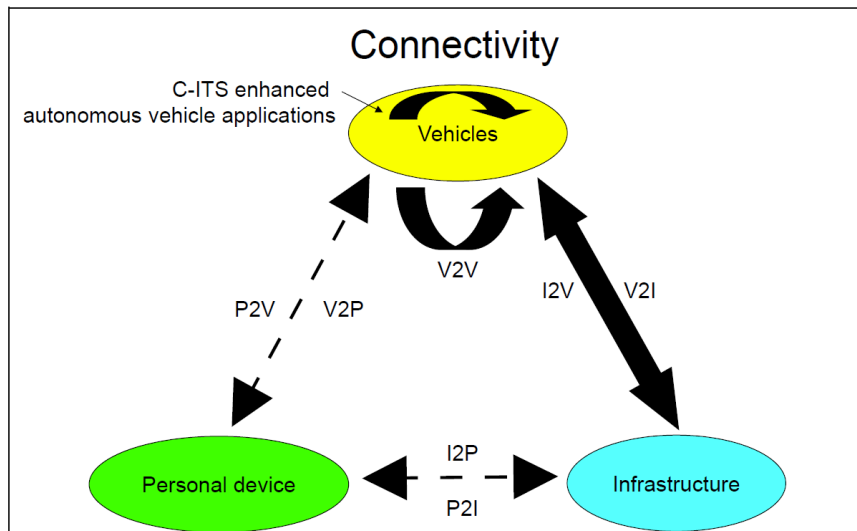 Connectivity
C-ITS enhanced
autonomous vehicle applications
Vehicles
V2V
P2V
V2P
I2V
V2I
I2P
P2I
Personal device
Infrastructure